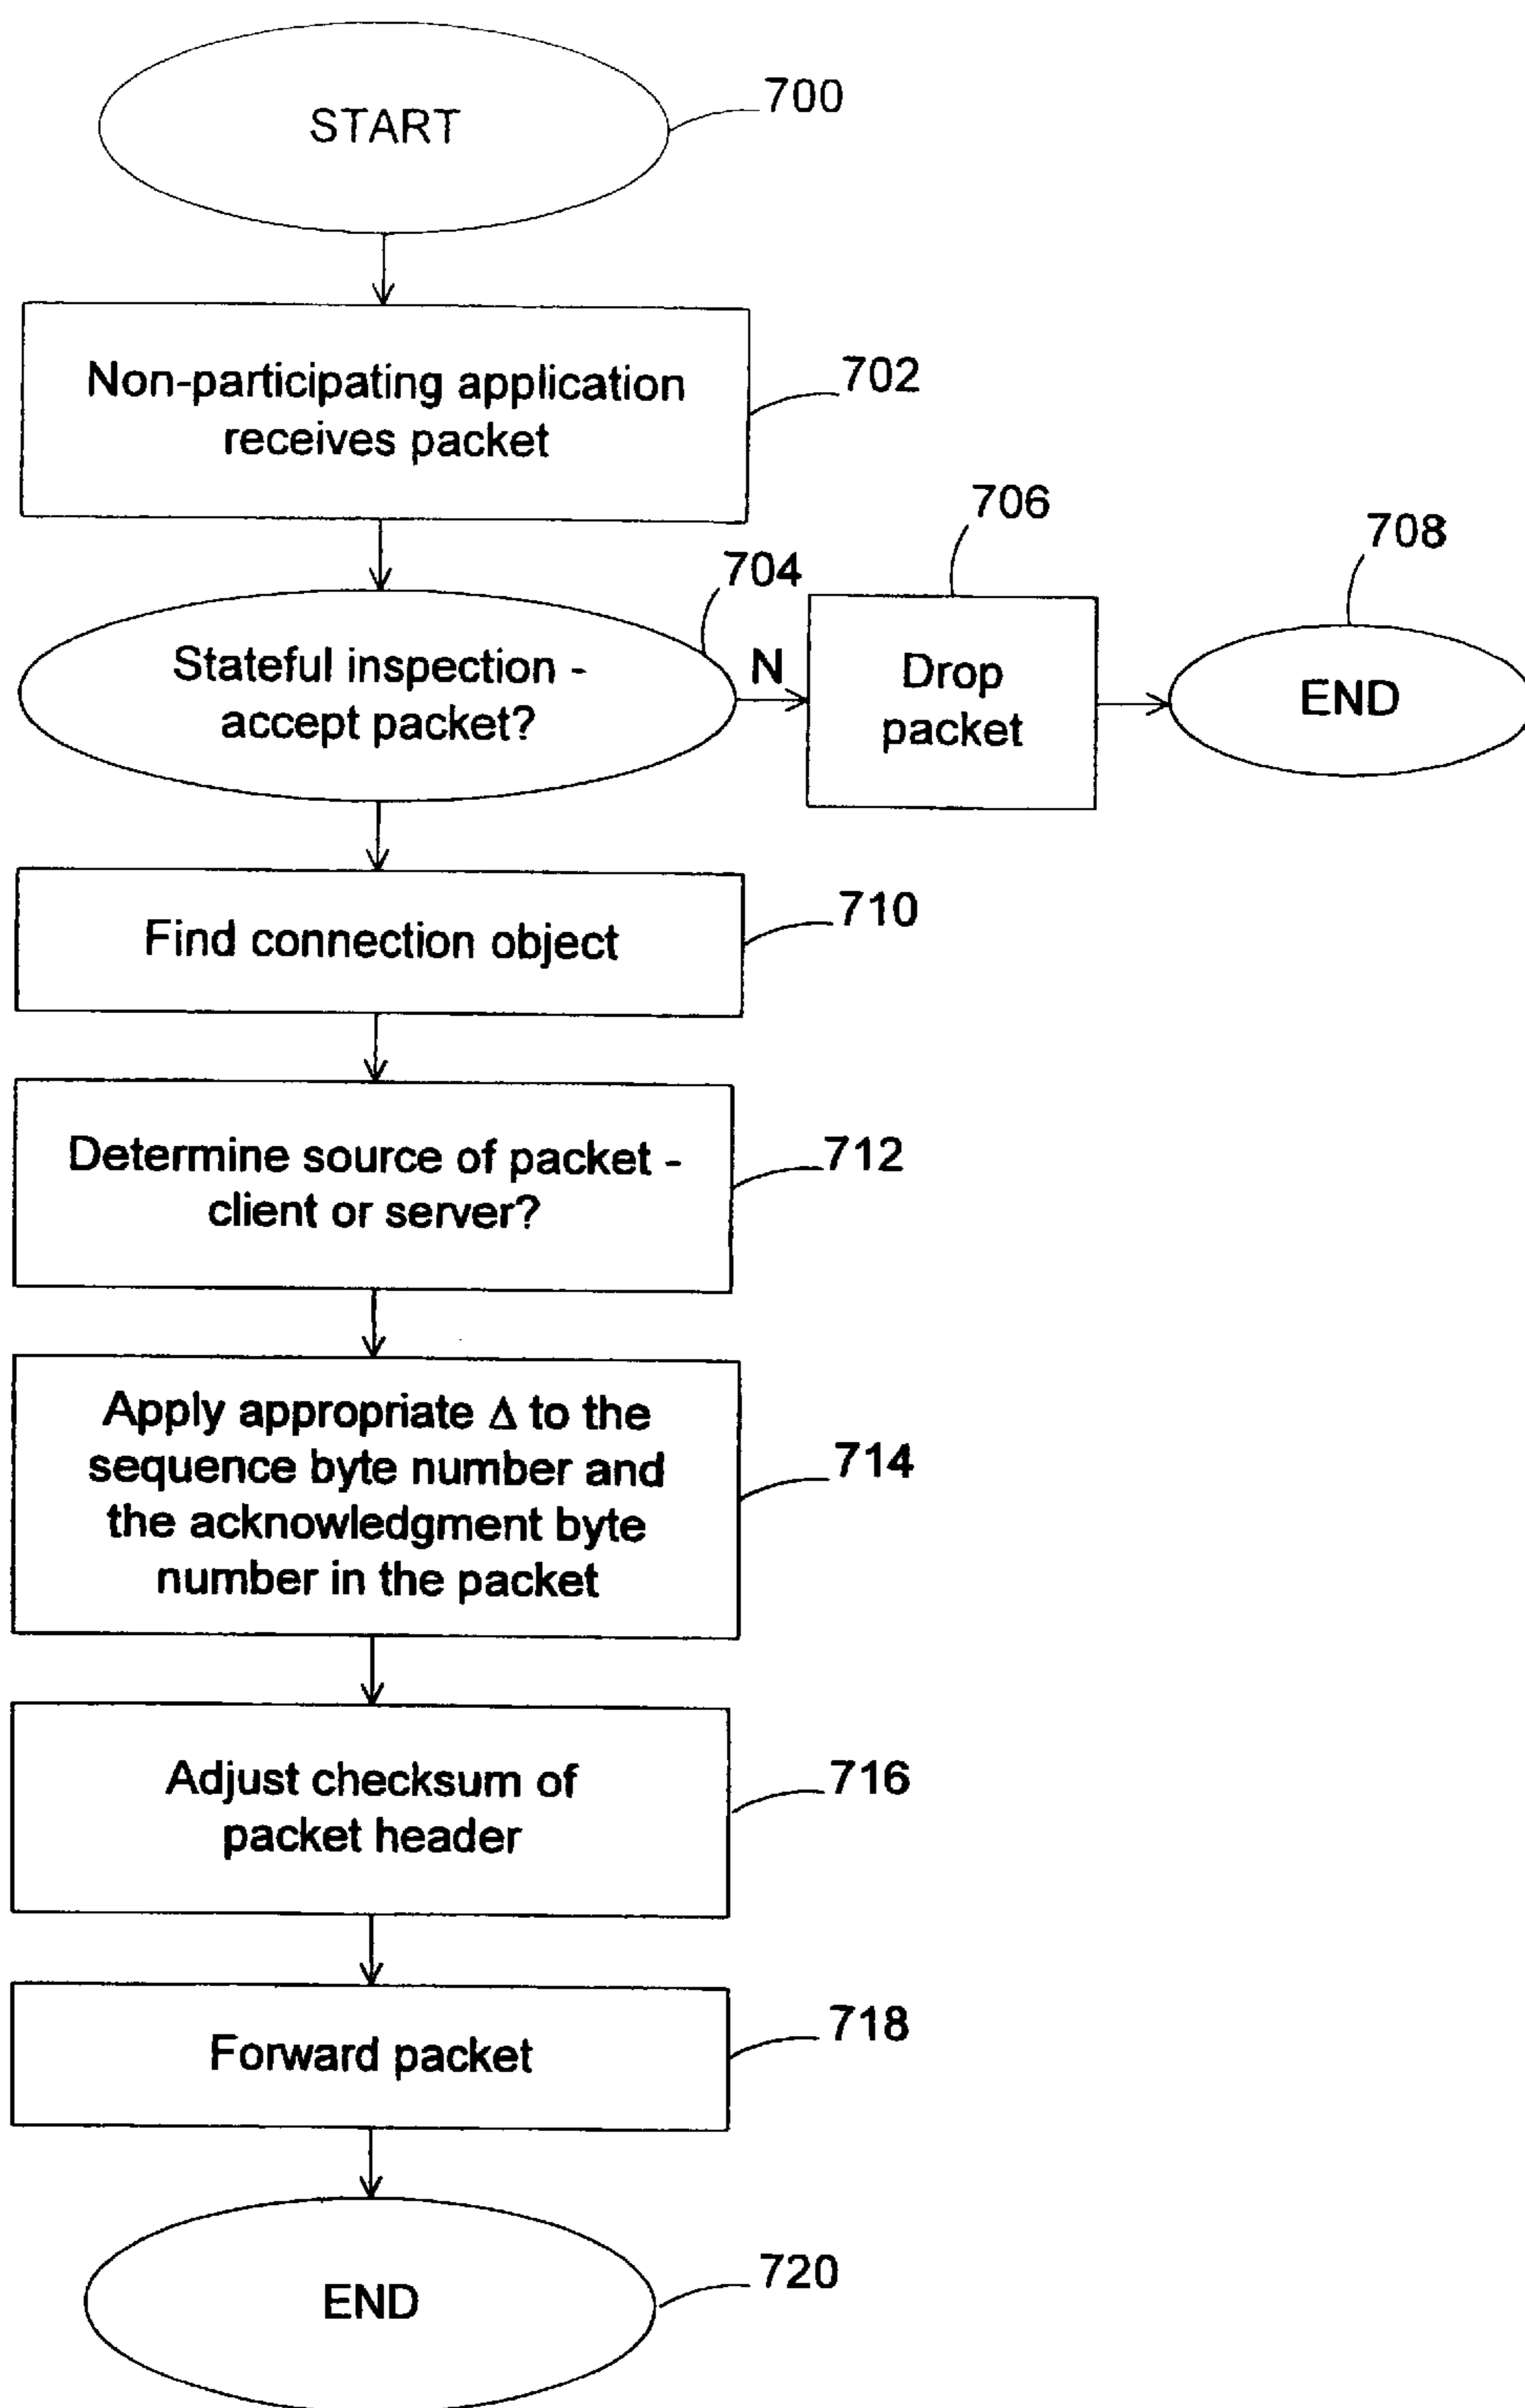 START
700
Non-participating application
receives packet
702
Stateful inspection -
accept packet?
704
N
706
Drop
packet
708
END
Find connection object
710
Determine source of packet -
client or server?
712
Apply appropriate Δ to the
sequence byte number and
the acknowledgment byte
number in the packet
714
Adjust checksum of
packet header
716
Forward packet
718
END
720